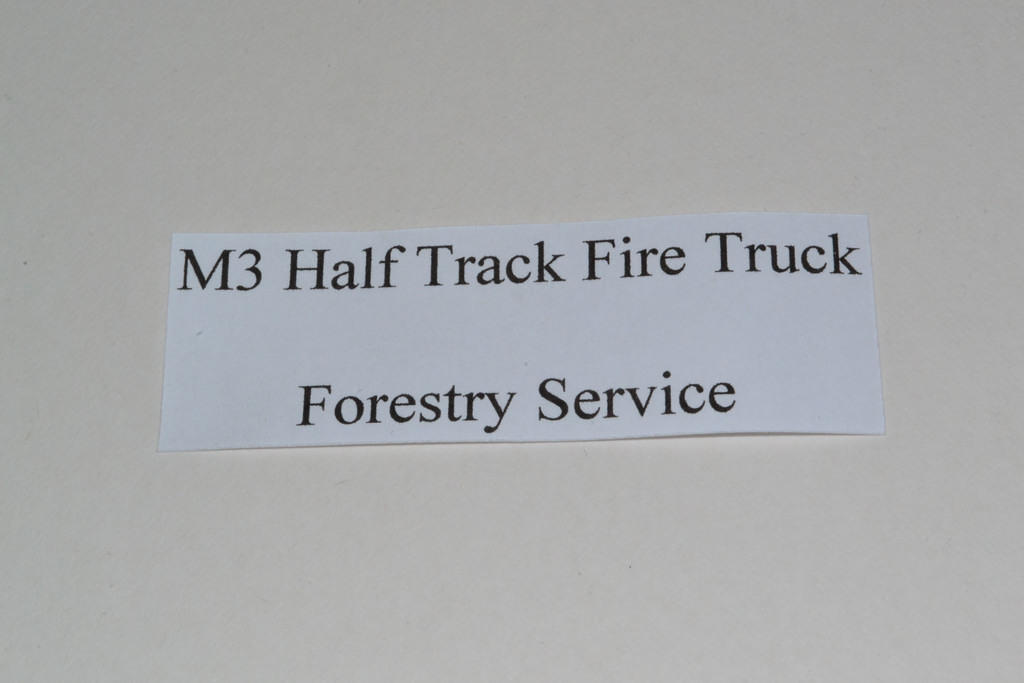 M3 Half Track Fire Truck
Forestry Service